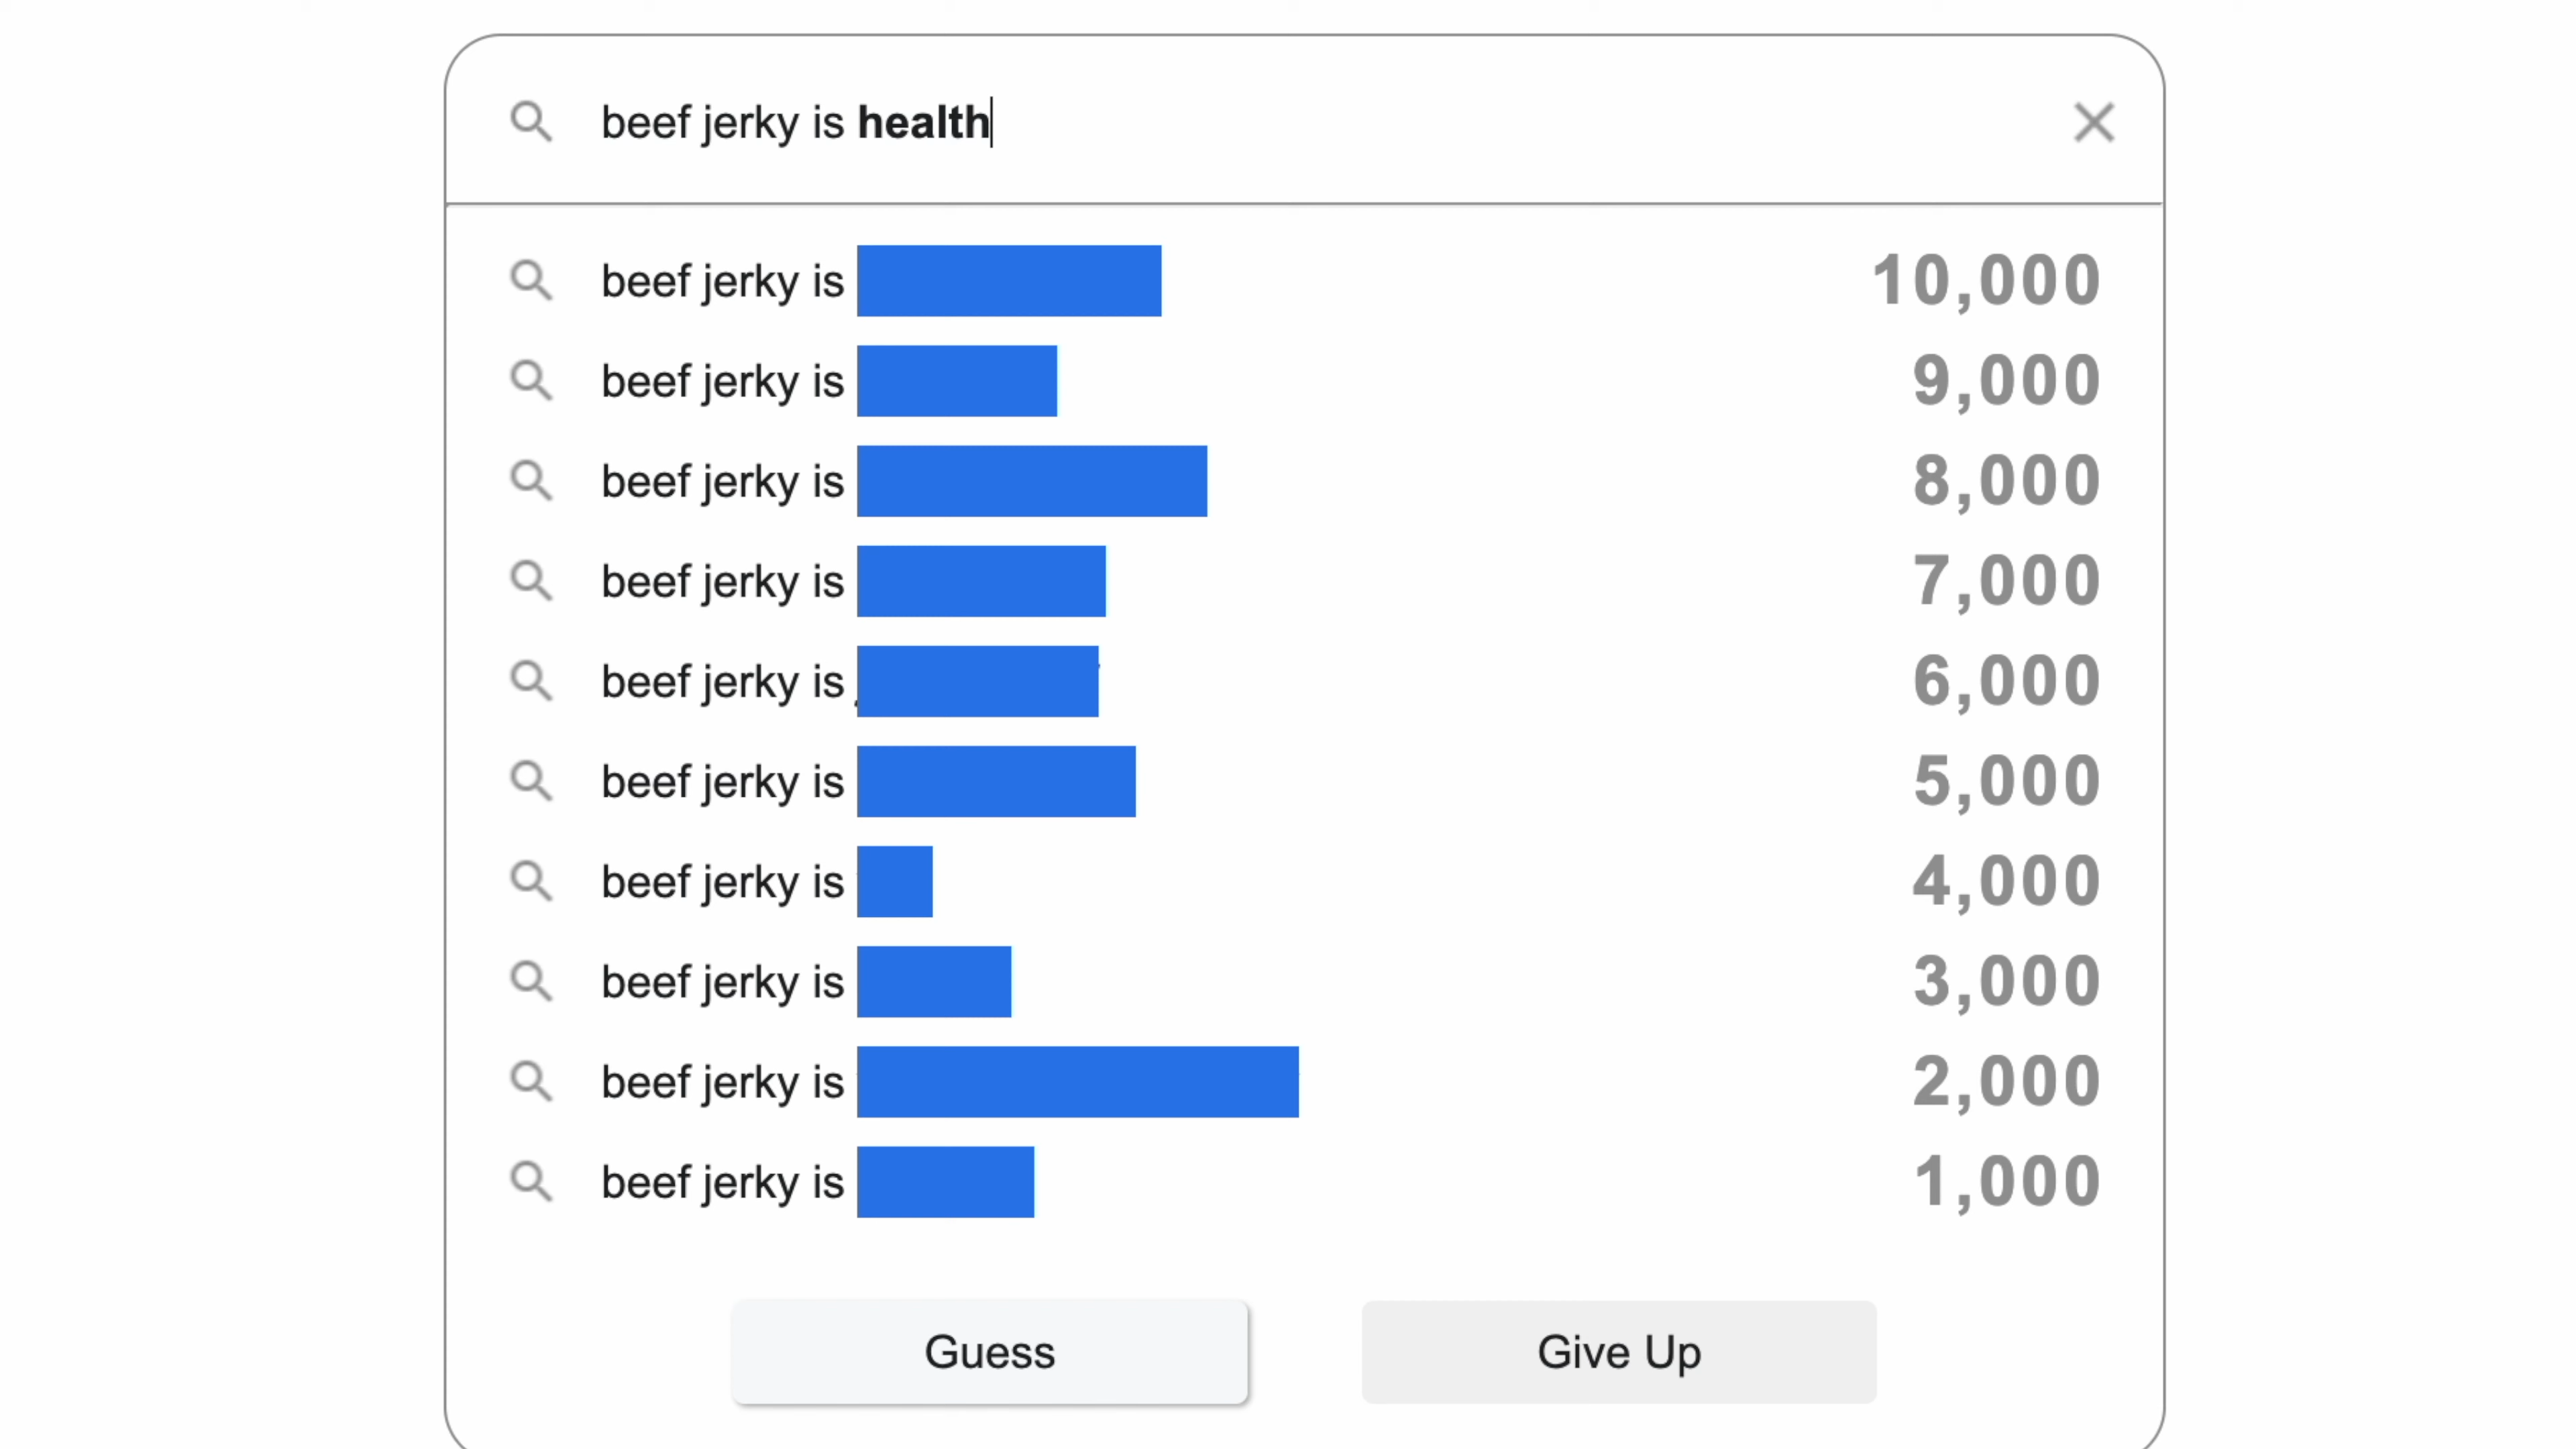 beef jerky is health
beef jerky is 10,000
beef jerky is 9,000
beef jerky is 8,000
beef jerky is 7,000
beef jerky is 6,000
beef jerky is 5,000
beef jerky is 4,000
beef jerky is 3,000
beef jerky is 2,000
beef jerky is 1,000
Guess Give Up